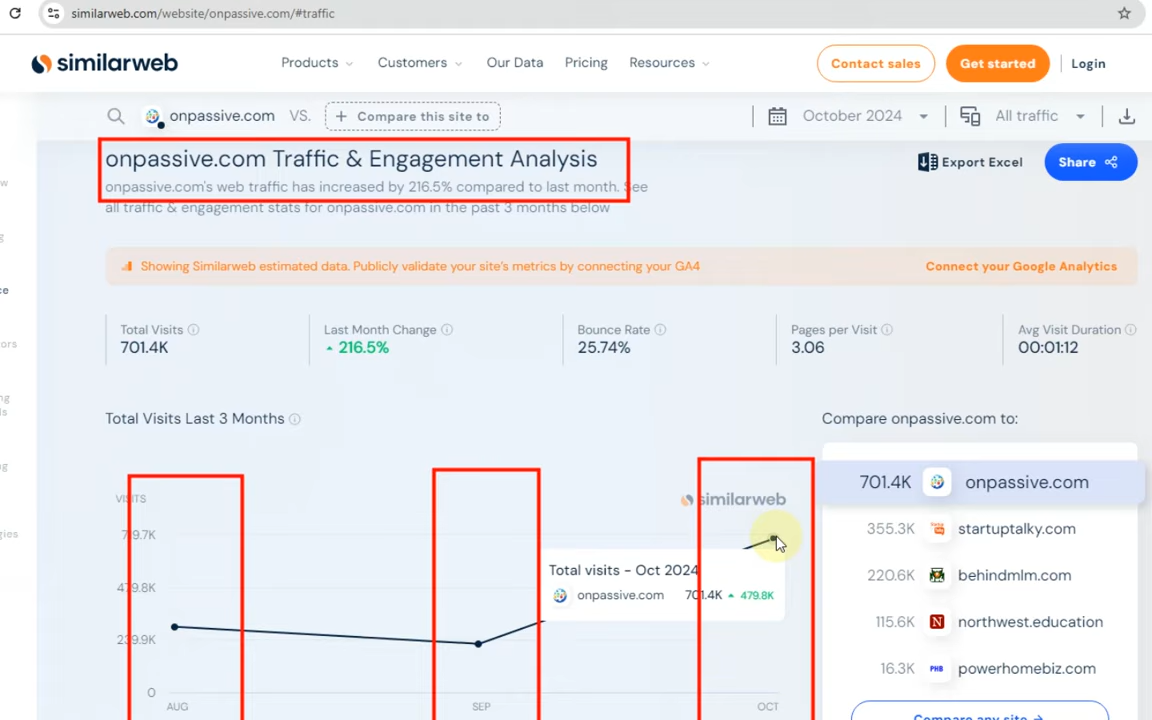 similarweb.com/website/onpassive.com/#traffic
similarweb
Products
Customers
Our Data
Pricing
Resources
Contact sales
Get started
Login
onpassive.com VS. + Compare this site to
October 2024
All traffic
onpassive.com Traffic & Engagement Analysis
onpassive.com's web traffic has increased by 216.5% compared to last month. See
all traffic & engagement stats for onpassive.com in the past 3 months below
Export Excel
Share
Showing Similarweb estimated data. Publicly validate your site's metrics by connecting your GA4
Connect your Google Analytics
Total Visits
701.4K
Last Month Change
216.5%
Bounce Rate
25.74%
Pages per Visit
3.06
Avg Visit Duration
00:01:12
Total Visits Last 3 Months
VISITS
719.7K
479.8K
239.9K
0
AUG
SEP
OCT
similarweb
Total visits - Oct 2024
onpassive.com 701.4K 479.8K
Compare onpassive.com to:
701.4K onpassive.com
355.3K startuptalky.com
220.6K behindmlm.com
115.6K N northwest.education
16.3K PHB powerhomebiz.com
Compare any site →